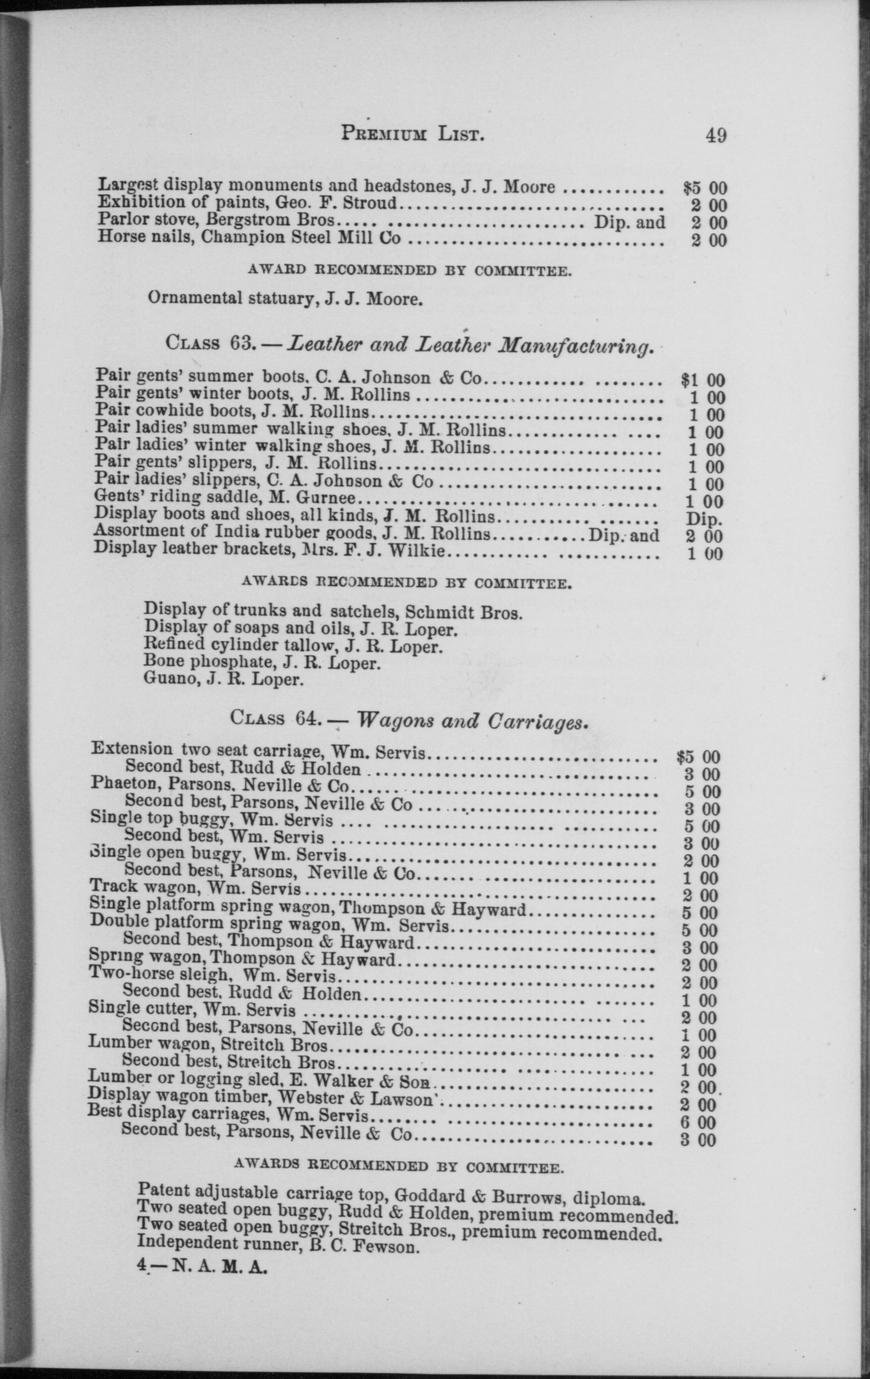 PREMIUM LIST. 49
Largest display monuments and headstones, J. J. Moore ............ $5 00
Exhibition of paints, Geo. F. Stroud............................... 2 00
Parlor stove, Bergstrom Bros..... ....................... Dip. and 2 00
Horse nails, Champion Steel Mill Co .............................. 2 00
AWARD RECOMMENDED BY COMMITTEE.
Ornamental statuary, J. J. Moore.
CLASS 63. — Leather and Leather Manufacturing.
Pair gents' summer boots, C. A. Johnson & Co............ ........ $1 00
Pair gents' winter boots, J. M. Rollins ............................. 1 00
Pair cowhide boots, J. M. Rollins.................................. 1 00
Pair ladies' summer walking shoes, J. M. Rollins............. .... 1 00
Pair ladies' winter walking shoes, J. M. Rollins.................... 1 00
Pair gents' slippers, J. M. Rollins................................. 1 00
Pair ladies' slippers, C. A. Johnson & Co .......................... 1 00
Gents' riding saddle, M. Gurnee................................... 1 00
Display boots and shoes, all kinds, J. M. Rollins........... ....... Dip.
Assortment of India rubber goods, J. M. Rollins...........Dip. and 2 00
Display leather brackets, Mrs. F. J. Wilkie............ ............ 1 00
AWARDS RECOMMENDED BY COMMITTEE.
Display of trunks and satchels, Schmidt Bros.
Display of soaps and oils, J. R. Loper.
Refined cylinder tallow, J. R. Loper.
Bone phosphate, J. R. Loper.
Guano, J. R. Loper.
CLASS 64. — Wagons and Carriages.
Extension two seat carriage, Wm. Servis........................... $5 00
Second best, Rudd & Holden ................................. 3 00
Phaeton, Parsons, Neville & Co...... ............................. 5 00
Second best, Parsons, Neville & Co ........................... 3 00
Single top buggy, Wm. Servis .... ................... ........... 5 00
Second best, Wm. Servis ..................................... 3 00
Single open buggy, Wm. Servis.................................... 2 00
Second best, Parsons, Neville & Co....... .................... 1 00
Track wagon, Wm. Servis......................................... 2 00
Single platform spring wagon, Thompson & Hayward............... 5 00
Double platform spring wagon, Wm. Servis........................ 5 00
Second best, Thompson & Hayward............................ 3 00
Spring wagon, Thompson & Hayward.............................. 2 00
Two-horse sleigh, Wm. Servis..................................... 2 00
Second best, Rudd & Holden........................... ....... 1 00
Single cutter, Wm. Servis .................................... ... 2 00
Second best, Parsons, Neville & Co............................ 1 00
Lumber wagon, Streitch Bros.................................. ... 2 00
Second best, Streitch Bros.................... ................ 1 00
Lumber or logging sled, E. Walker & Son.......................... 2 00
Display wagon timber, Webster & Lawson......................... 2 00
Best display carriages, Wm. Servis........ ........................ 6 00
Second best, Parsons, Neville & Co............................ 3 00
AWARDS RECOMMENDED BY COMMITTEE.
Patent adjustable carriage top, Goddard & Burrows, diploma.
Two seated open buggy, Rudd & Holden, premium recommended.
Two seated open buggy, Streitch Bros., premium recommended.
Independent runner, B. C. Fewson.
4 — N. A. M. A.